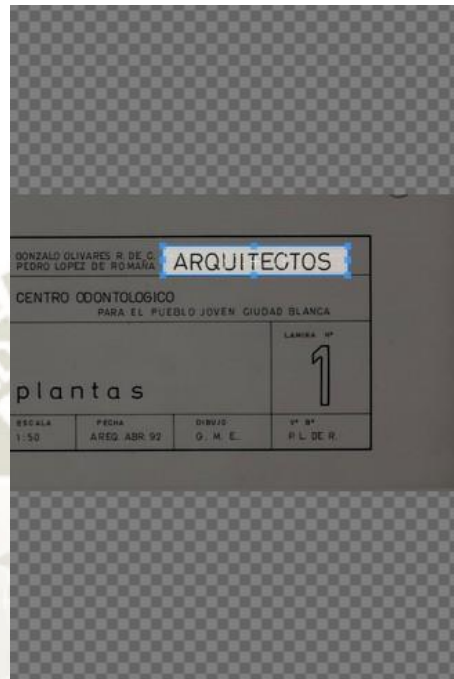 GONZALO OLIVARES R. DE G.
PEDRO LOPEZ DE ROMAÑA
ARQUITECTOS
CENTRO ODONTOLOGICO
PARA EL PUEBLO JOVEN CIUDAD BLANCA
LAMINA Nº
1
plantas
ESCALA FECHA DIBUJO Vº Bº
1:50 AREQ. ABR. 92 G. M. E. P. L. DE R.